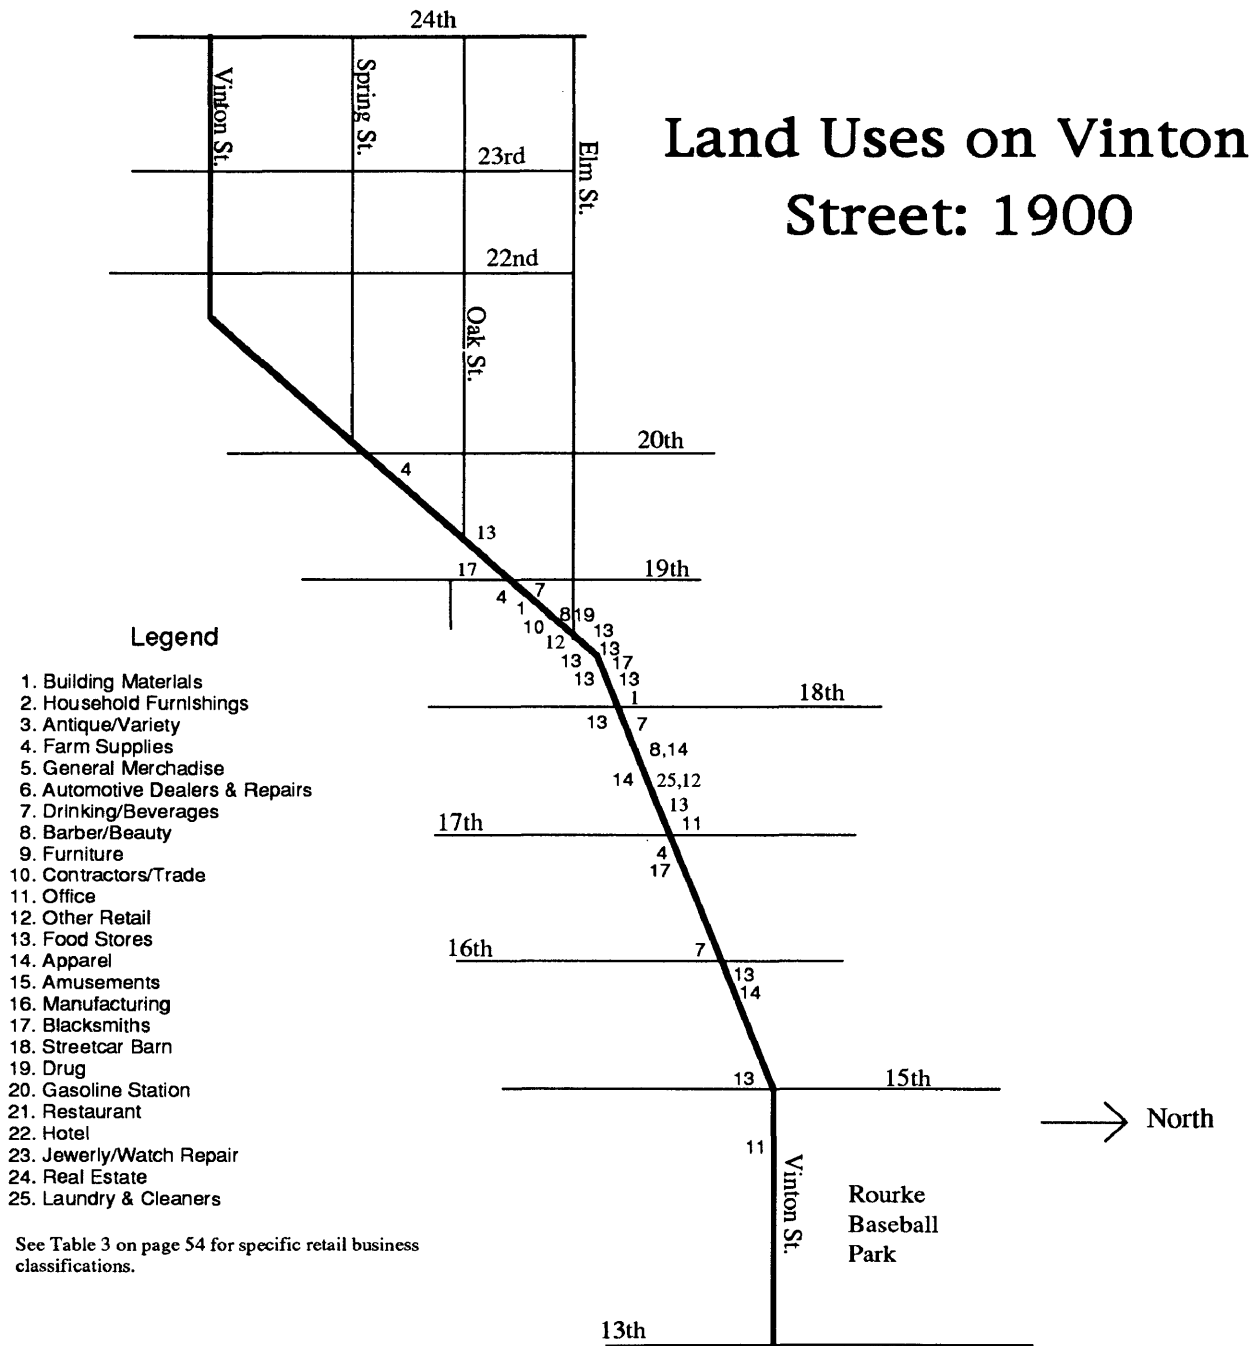 24th
Vinton St.
Spring St.
Elm St.
Land Uses on Vinton
Street: 1900
23rd
22nd
Oak St.
20th
4
13
17
19th
4
7
1
8
19
10
13
12
13
13
17
13
13
1
18th
13
7
8,14
14
25,12
13
17th
11
4
17
16th
7
13
14
13
15th
North
11
Vinton St.
Rourke
Baseball
Park
13th
Legend
1. Building Materials
2. Household Furnishings
3. Antique/Variety
4. Farm Supplies
5. General Merchadise
6. Automotive Dealers & Repairs
7. Drinking/Beverages
8. Barber/Beauty
9. Furniture
10. Contractors/Trade
11. Office
12. Other Retail
13. Food Stores
14. Apparel
15. Amusements
16. Manufacturing
17. Blacksmiths
18. Streetcar Barn
19. Drug
20. Gasoline Station
21. Restaurant
22. Hotel
23. Jewerly/Watch Repair
24. Real Estate
25. Laundry & Cleaners
See Table 3 on page 54 for specific retail business
classifications.